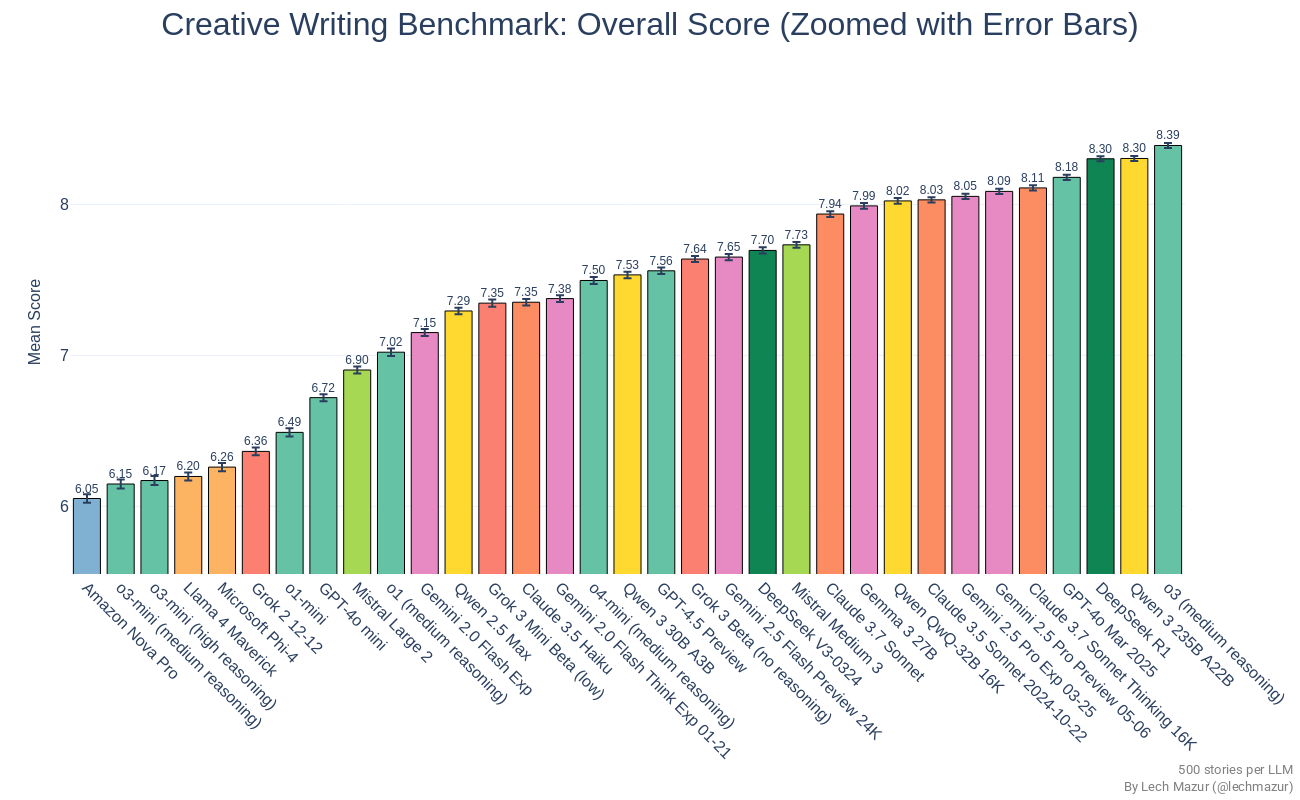 Creative Writing Benchmark: Overall Score (Zoomed with Error Bars)
Mean Score
8
7
6
6.05
6.15
6.17
6.20
6.26
6.36
6.49
6.72
6.90
7.02
7.15
7.29
7.35
7.35
7.38
7.50
7.53
7.56
7.64
7.65
7.70
7.73
7.94
7.99
8.02
8.03
8.05
8.09
8.11
8.18
8.30
8.30
8.39
Amazon Nova Pro
o3-mini (medium reasoning)
o3-mini (high reasoning)
Llama 4 Maverick
Microsoft Phi-4
Grok 2 12-12
o1-mini
GPT-4o mini
Mistral Large 2
o1 (medium reasoning)
Gemini 2.0 Flash Exp
Qwen 2.5 Max
Grok 3 Mini Beta (low)
Claude 3.5 Haiku
Gemini 2.0 Flash Think Exp 01-21
o4-mini (medium reasoning)
Qwen 3 30B A3B
GPT-4.5 Preview
Grok 3 Beta (no reasoning)
Gemini 2.5 Flash Preview 24K
DeepSeek V3-0324
Mistral Medium 3
Claude 3.7 Sonnet
Gemma 3 27B
Qwen QwQ-32B 16K
Claude 3.5 Sonnet 2024-10-22
Gemini 2.5 Pro Exp 03-25
Gemini 2.5 Pro Preview 05-06
Claude 3.7 Sonnet Thinking 16K
GPT-4o Mar 2025
DeepSeek R1
Qwen 3 235B A22B
o3 (medium reasoning)
500 stories per LLM
By Lech Mazur (@lechmazur)